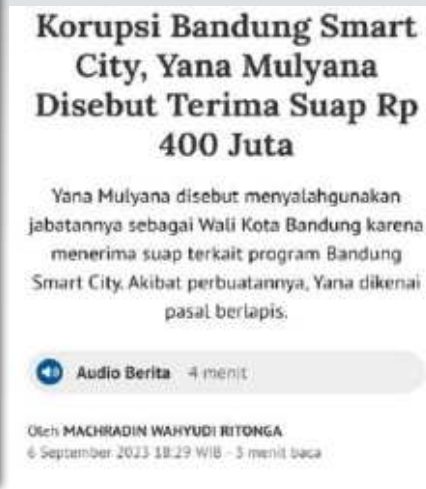 Korupsi Bandung Smart
City, Yana Mulyana
Disebut Terima Suap Rp
400 Juta
Yana Mulyana disebut menyalahgunakan
jabatannya sebagai Wali Kota Bandung karena
menerima suap terkait program Bandung
Smart City. Akibat perbuatannya, Yana dikenai
pasal berlapis.
Audio Berita 4 menit
Oleh MACHRADIN WAHYUDI RITONGA
6 September 2023 18:29 WIB - 3 menit baca